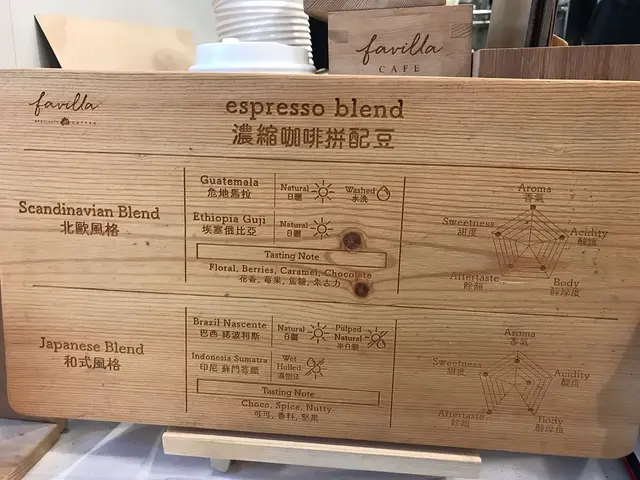 favilla
CAFE
favilla
SPECIALTY COFFEE
espresso blend
濃縮咖啡拼配豆
Scandinavian Blend
北歐風格
Guatemala
危地馬拉
Natural
日曬
Washed
水洗
Ethiopia Guji
埃塞俄比亞
Natural
日曬
Tasting Note
Floral, Berries, Caramel, Chocolate
花香, 莓果, 焦糖, 朱古力
Aroma
香氣
Sweetness
甜度
Acidity
酸度
Aftertaste
餘韻
Body
醇厚度
Japanese Blend
和式風格
Brazil Nascente
巴西 諾波利斯
Natural
日曬
Pulped
Natural
半日曬
Indonesia Sumatra
印尼 蘇門答臘
Wet
Hulled
濕刨法
Tasting Note
Choco, Spice, Nutty
可可, 香料, 堅果
Aroma
香氣
Sweetness
甜度
Acidity
酸度
Aftertaste
餘韻
Body
醇厚度